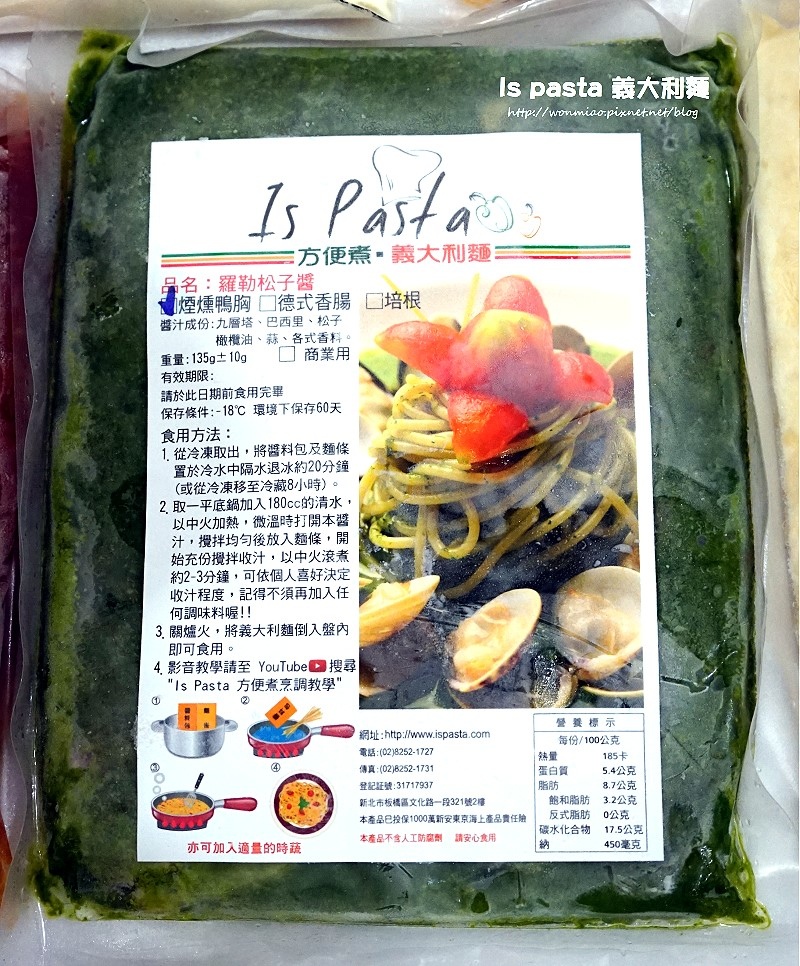 Is pasta 義大利麵
http://wonmiao.pixnet.net/blog
Is Pasta
方便煮·義大利麵
品名：羅勒松子醬
☑煙燻鴨胸 □德式香腸 □培根
醬汁成份:九層塔、巴西里、松子
橄欖油、蒜、各式香料。
重量:135g±10g □ 商業用
有效期限:
請於此日期前食用完畢
保存條件:-18℃ 環境下保存60天
食用方法：
1.從冷凍取出，將醬料包及麵條
置於冷水中隔水退冰約20分鐘
(或從冷凍移至冷藏8小時)。
2.取一平底鍋加入180cc的清水，
以中火加熱，微溫時打開本醬
汁，攪拌均勻後放入麵條，開
始充份攪拌收汁，以中火滾煮
約2-3分鐘，可依個人喜好決定
收汁程度，記得不須再加入任
何調味料喔!!
3.關爐火，將義大利麵倒入盤內
即可食用。
4.影音教學請至 YouTube 搜尋
"Is Pasta 方便煮烹調教學"
① ②
③ ④
亦可加入適量的時蔬
網址:http://www.ispasta.com
電話:(02)8252-1727
傳真:(02)8252-1731
登記証號:31717937
新北市板橋區文化路一段321號2樓
本產品已投保1000萬新安東京海上產品責任險
本產品不含人工防腐劑 請安心食用
營養標示
每份/100公克
熱量 185卡
蛋白質 5.4公克
脂肪 8.7公克
飽和脂肪 3.2公克
反式脂肪 0公克
碳水化合物 17.5公克
鈉 450毫克